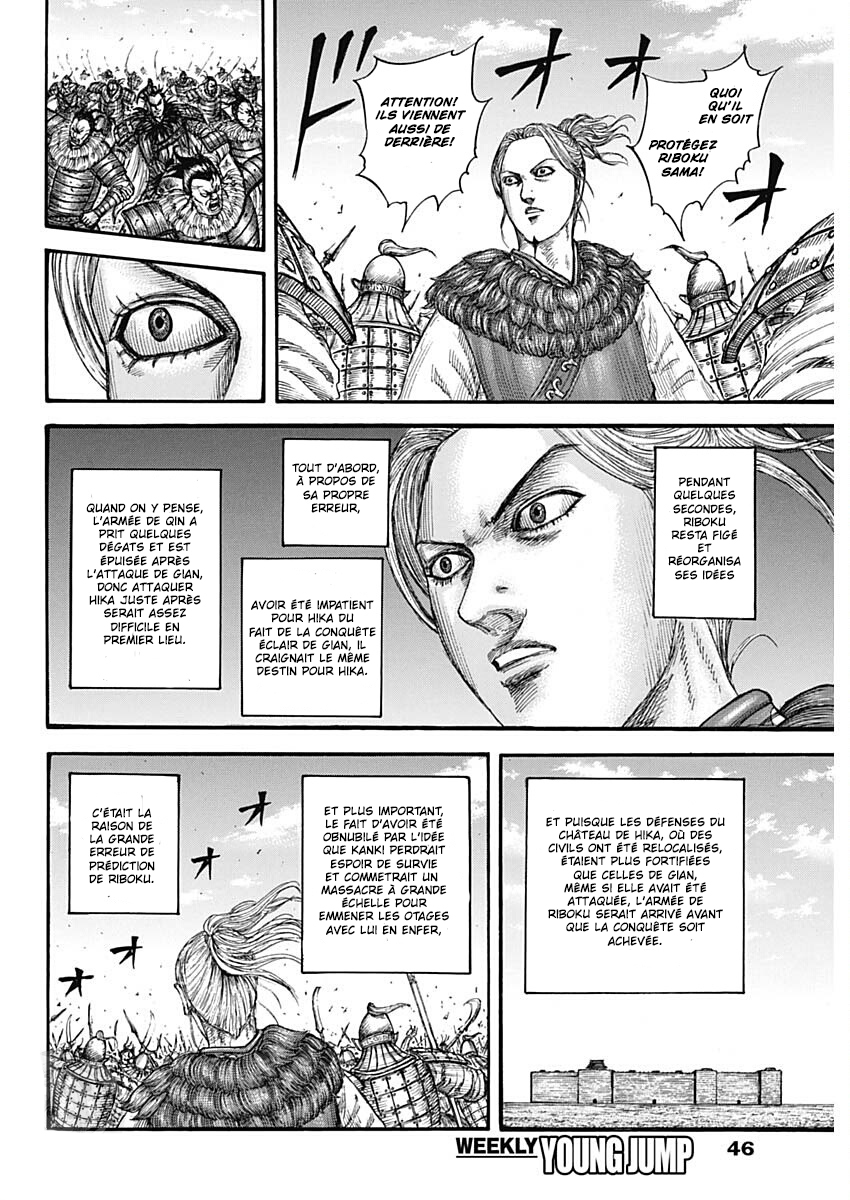 QUOI
QU'IL
EN SOIT
PROTÉGEZ
RIBOKU
SAMA!
オオ
ATTENTION!
ILS VIENNENT
AUSSI DE
DERRIÈRE!
ドオオ
PENDANT
QUELQUES
SECONDES,
RIBOKU
RESTA FIGÉ
ET
RÉORGANISA
SES IDÉES
TOUT D'ABORD,
À PROPOS DE
SA PROPRE
ERREUR,
AVOIR ÉTÉ IMPATIENT
POUR HIKA DU
FAIT DE LA CONQUÊTE
ÉCLAIR DE GIAN, IL
CRAIGNAIT LE MÊME
DESTIN POUR HIKA.
QUAND ON Y PENSE,
L'ARMÉE DE QIN A
PRIT QUELQUES
DÉGATS ET EST
ÉPUISÉE APRÈS
L'ATTAQUE DE GIAN,
DONC ATTAQUER
HIKA JUSTE APRÈS
SERAIT ASSEZ
DIFFICILE EN
PREMIER LIEU.
ET PUISQUE LES DÉFENSES DU
CHÂTEAU DE HIKA, OÙ DES
CIVILS ONT ÉTÉ RELOCALISÉS,
ÉTAIENT PLUS FORTIFIÉES
QUE CELLES DE GIAN,
MÊME SI ELLE AVAIT ÉTÉ
ATTAQUÉE, L'ARMÉE DE
RIBOKU SERAIT ARRIVÉ AVANT
QUE LA CONQUÊTE SOIT
ACHEVÉE.
ET PLUS IMPORTANT,
LE FAIT D'AVOIR ÉTÉ
OBNUBILÉ PAR L'IDÉE
QUE KANKI PERDRAIT
ESPOIR DE SURVIE
ET COMMETRAIT UN
MASSACRE À GRANDE
ÉCHELLE POUR
EMMENER LES OTAGES
AVEC LUI EN ENFER,
C'ÉTAIT LA
RAISON DE
LA GRANDE
ERREUR DE
PRÉDICTION
DE RIBOKU.
オオオオ
WEEKLY YOUNG JUMP 46